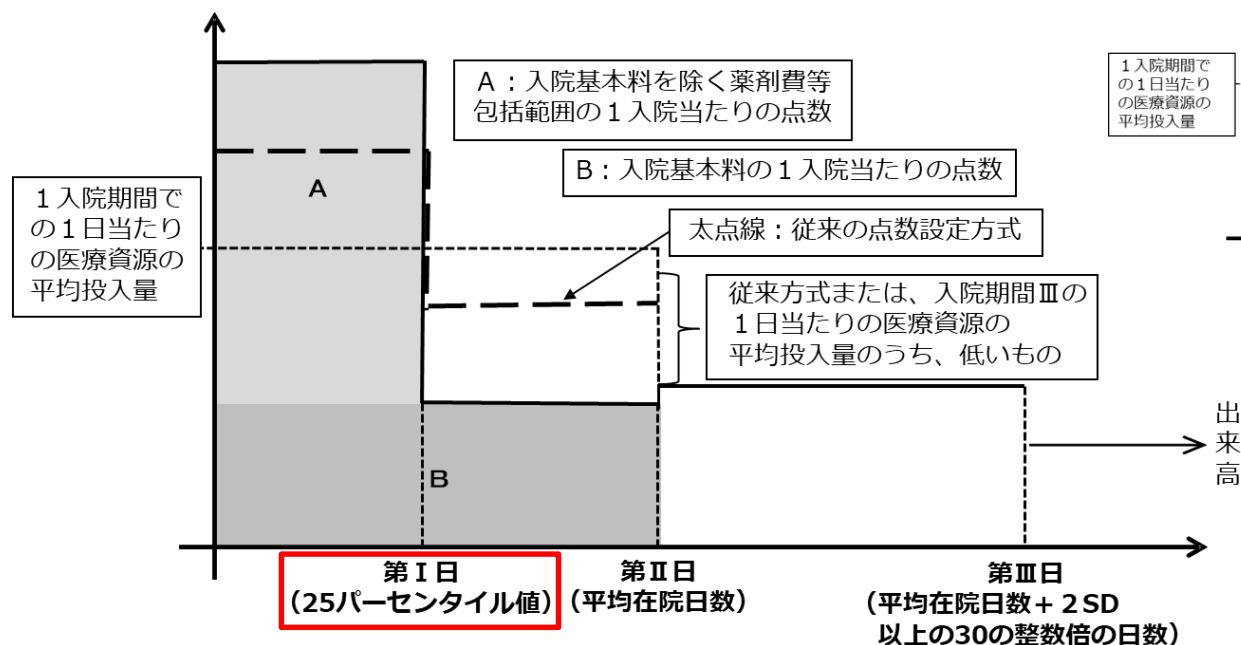 A：入院基本料を除く薬剤費等
包括範囲の１入院当たりの点数
１入院期間で
の１日当たり
の医療資源の
平均投入量
B：入院基本料の１入院当たりの点数
A
１入院期間で
の１日当たり
の医療資源の
平均投入量
太点線：従来の点数設定方式
従来方式または、入院期間Ⅲの
１日当たりの医療資源の
平均投入量のうち、低いもの
B
出
来
高
第Ⅰ日
（25パーセンタイル値）
第Ⅱ日
（平均在院日数）
第Ⅲ日
（平均在院日数＋２SD
以上の30の整数倍の日数）